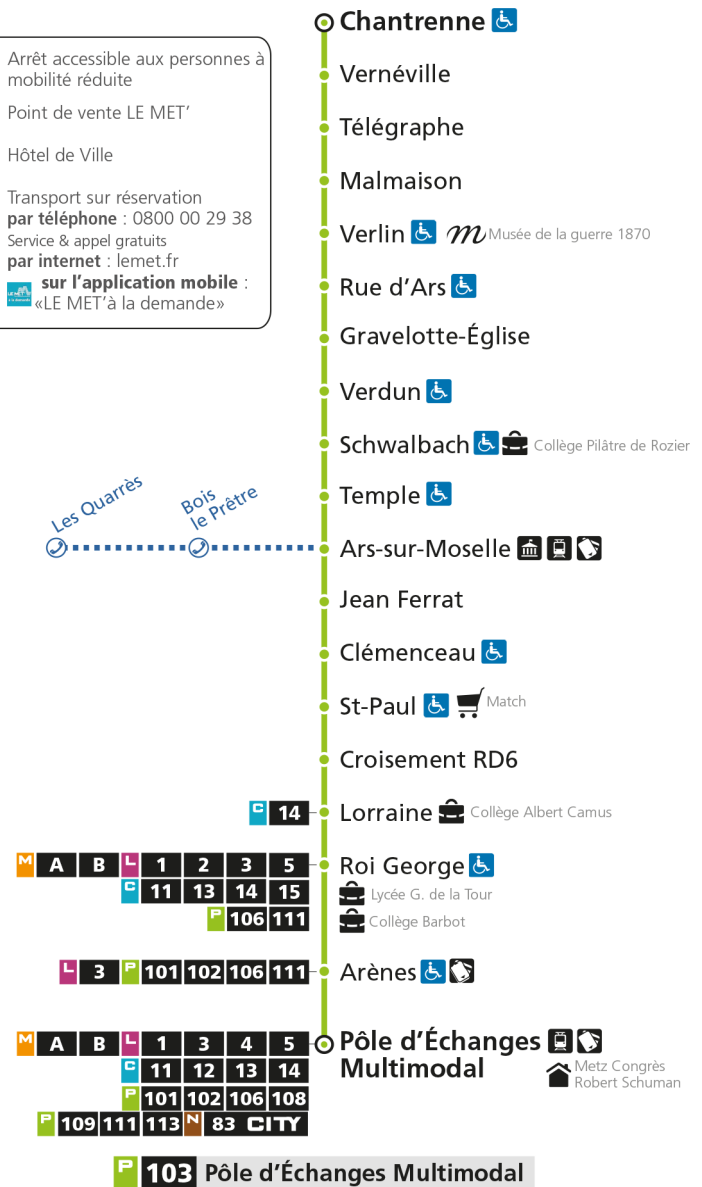 Chantrenne
Arrêt accessible aux personnes à
mobilité réduite
Point de vente LE MET'
Hôtel de Ville
Transport sur réservation
par téléphone : 0800 00 29 38
Service & appel gratuits
par internet : lemet.fr
sur l'application mobile :
«LE MET'à la demande»
Vernéville
Télégraphe
Malmaison
Verlin m Musée de la guerre 1870
Rue d'Ars
Gravelotte-Église
Verdun
Schwalbach Collège Pilâtre de Rozier
Temple
Les Quarrès
Bois
le Prêtre
Ars-sur-Moselle
Jean Ferrat
Clémenceau
St-Paul Match
Croisement RD6
C 14 Lorraine Collège Albert Camus
M A B L 1 2 3 5 Roi George
C 11 13 14 15 Lycée G. de la Tour
P 106 111 Collège Barbot
L 3 P 101 102 106 111 Arènes
M A B L 1 3 4 5 Pôle d'Échanges
C 11 12 13 14 Multimodal
Metz Congrès
Robert Schuman
P 101 102 106 108
P 109 111 113 N 83 CITY
P 103 Pôle d'Échanges Multimodal